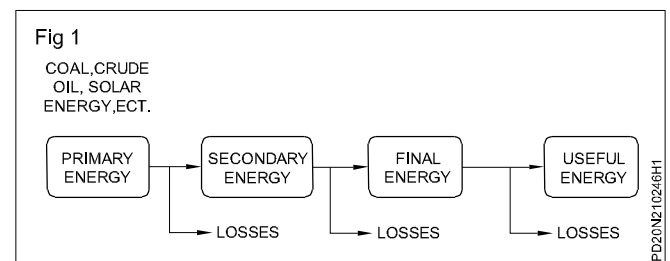 Fig 1
COAL,CRUDE
OIL, SOLAR
ENERGY,ECT.
PRIMARY
ENERGY
SECONDARY
ENERGY
FINAL
ENERGY
USEFUL
ENERGY
LOSSES
LOSSES
LOSSES
PD20N210246H1